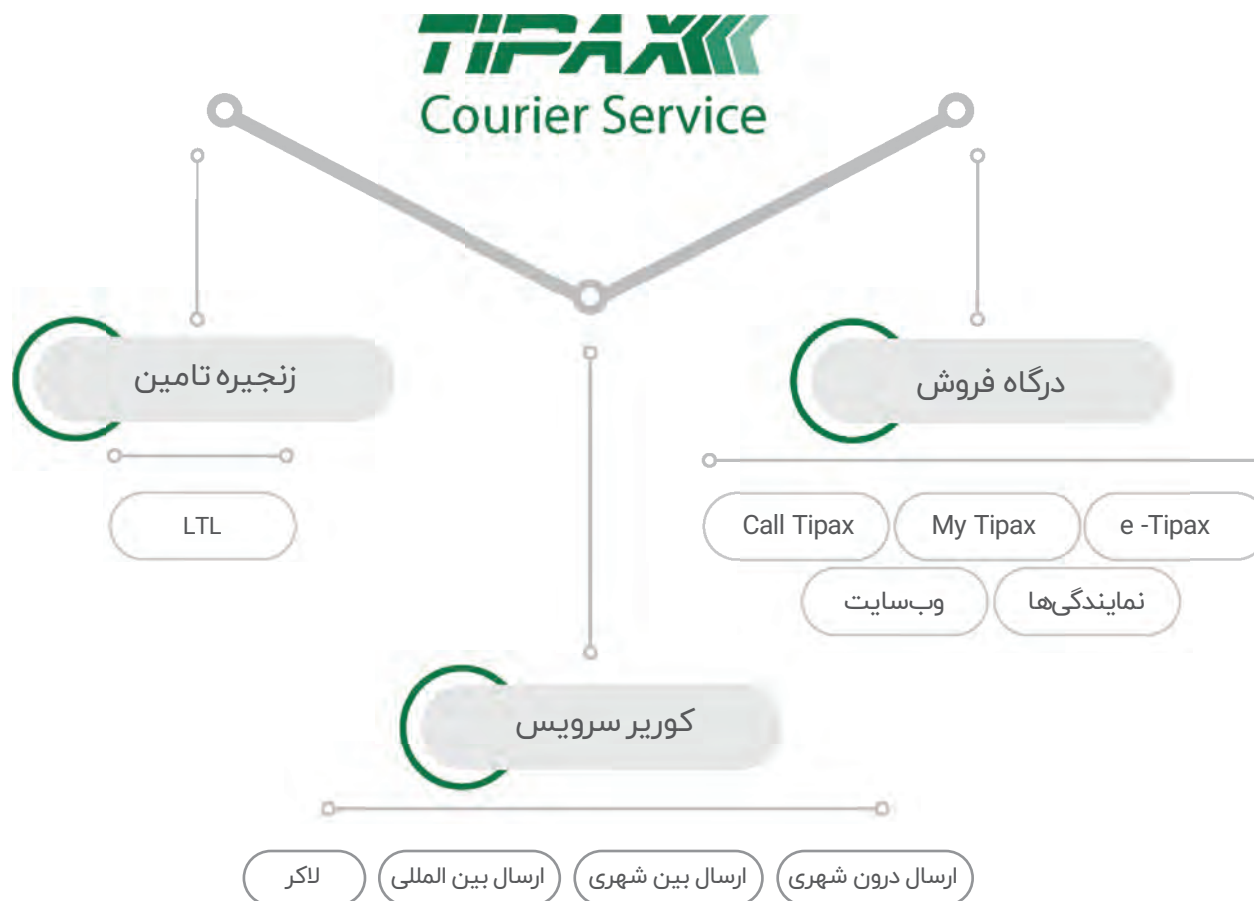 TIPAX
Courier Service
درگاه فروش
زنجیره تامین
e -Tipax
My Tipax
Call Tipax
نمایندگی‌ها
وب‌سایت
LTL
کوریر سرویس
ارسال درون شهری
ارسال بین شهری
ارسال بین المللی
لاکر